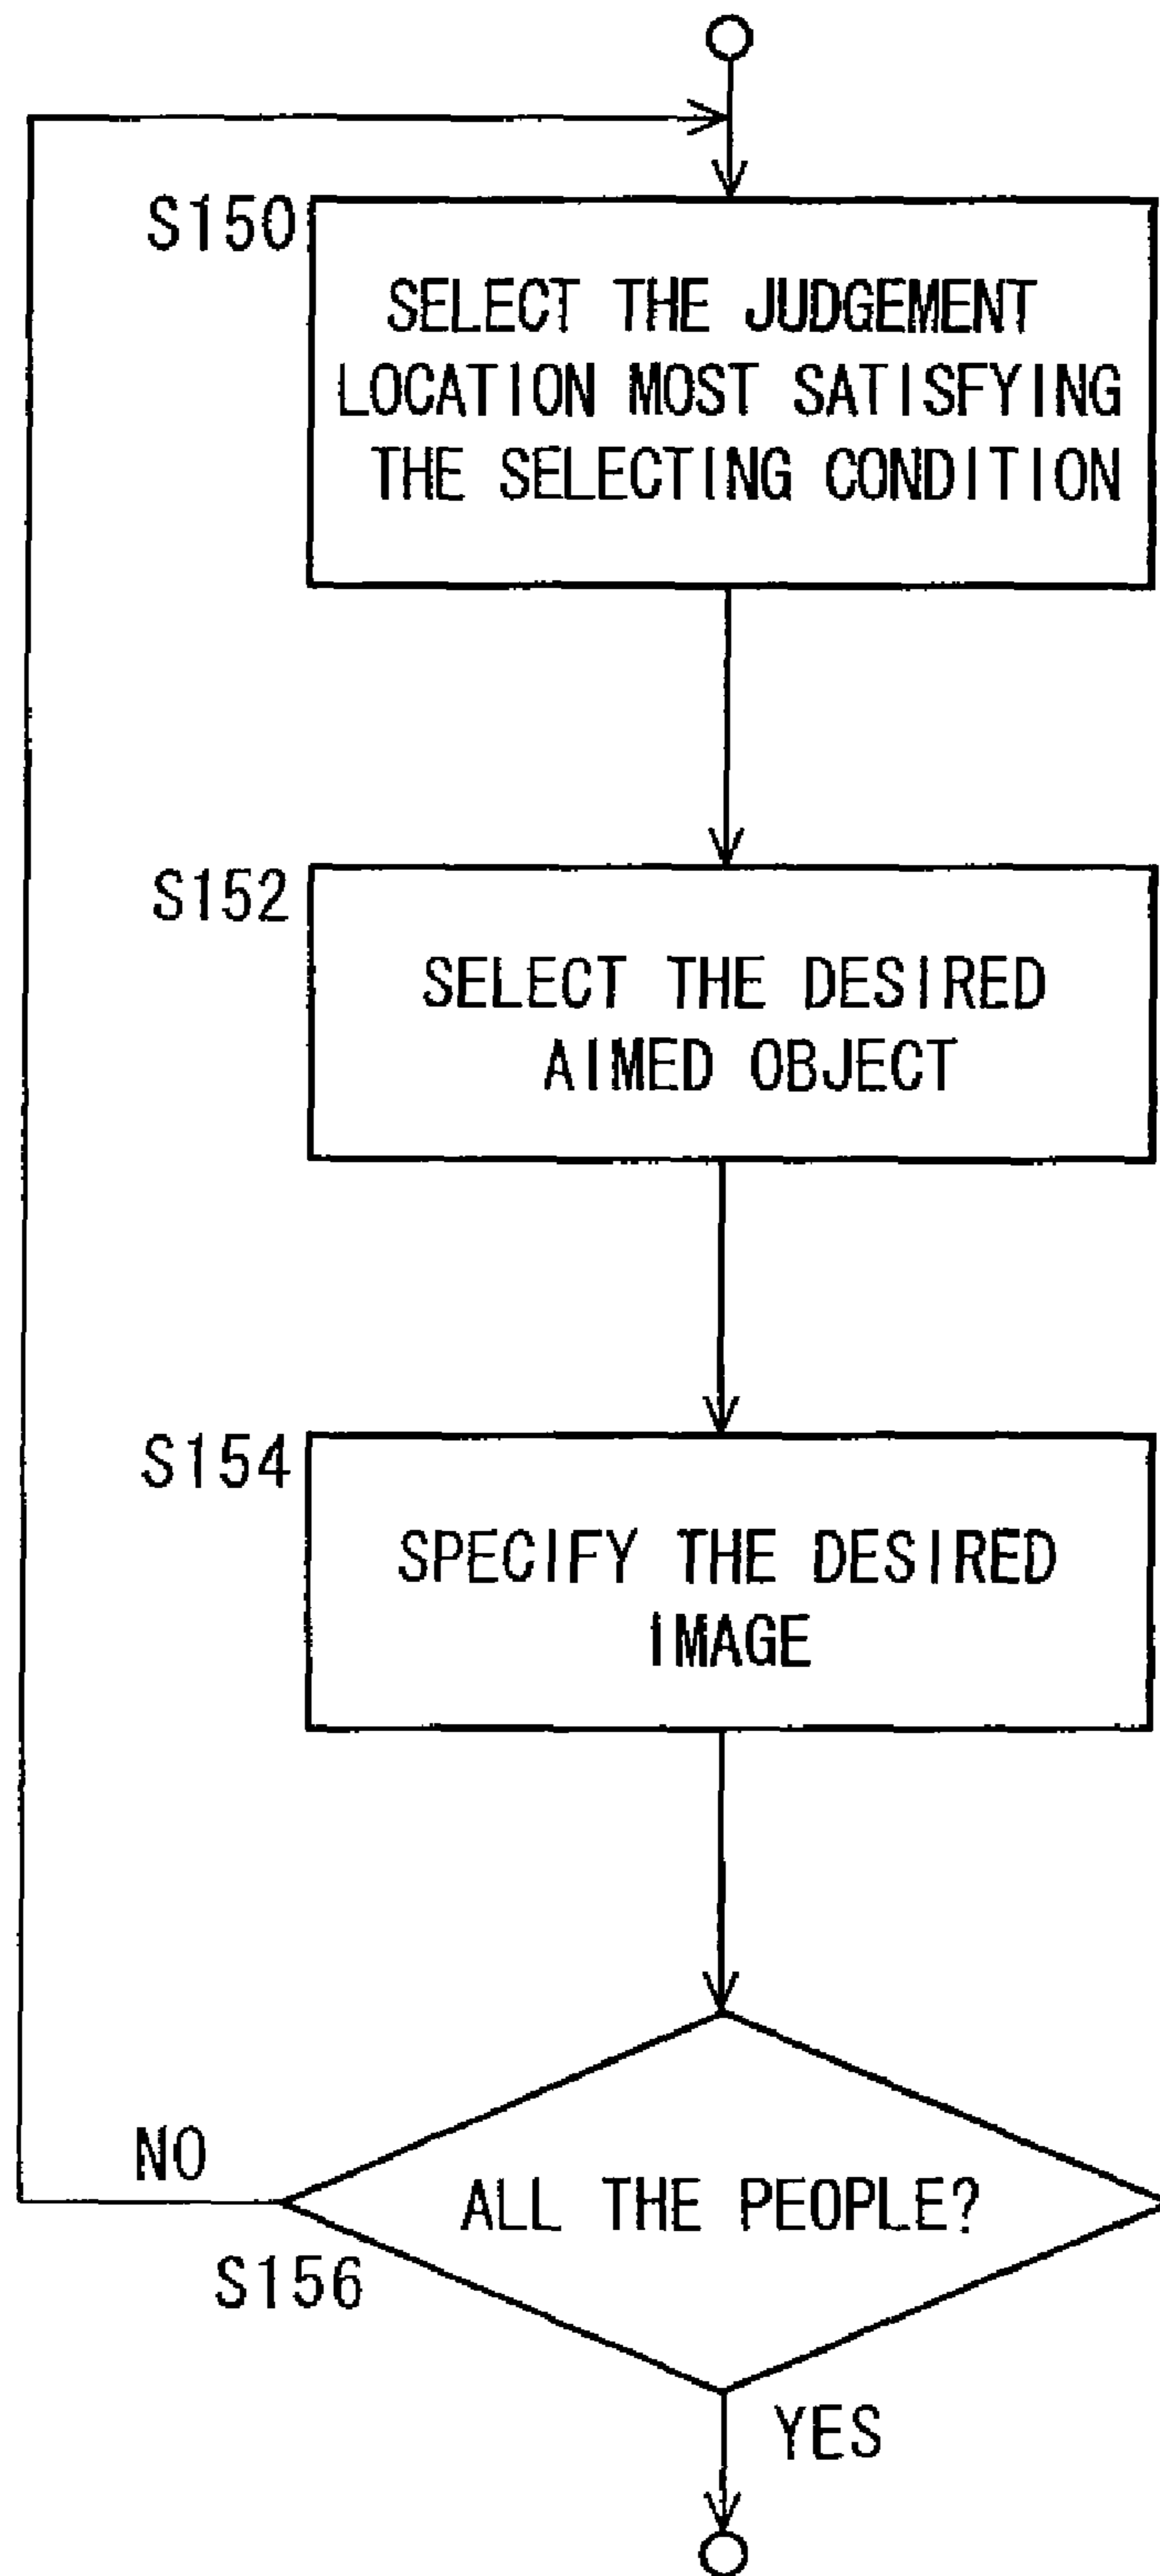 S150
SELECT THE JUDGEMENT
LOCATION MOST SATISFYING
THE SELECTING CONDITION
S152
SELECT THE DESIRED
AIMED OBJECT
S154
SPECIFY THE DESIRED
IMAGE
NO
ALL THE PEOPLE?
S156
YES